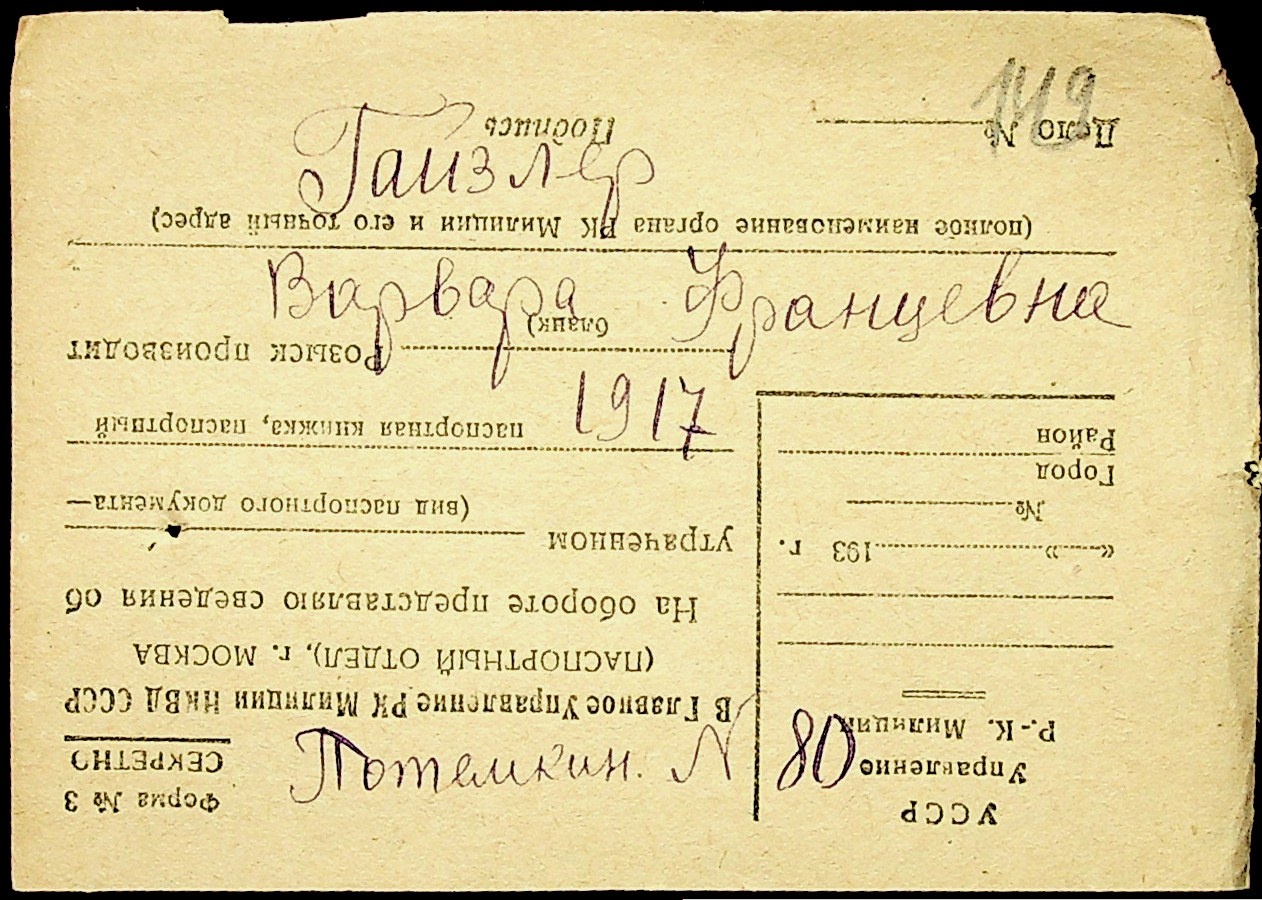 149
Гайзлер
Варвара Францевна
1917
Потемкин. N 80
УССР
Управление
Р.-К. Милиции
« » 193 г.
№
Город
Район
Форма № 3
СЕКРЕТНО
В Главное Управление РК Милиции НКВД СССР
(ПАСПОРТНЫЙ ОТДЕЛ), г. МОСКВА
На обороте представляю сведения об
утраченном
(вид паспортного документа—
паспортная книжка, паспортный
бланк)
Розыск производит
(полное наименование органа РК Милиции и его точный адрес)
Дело №
Подпись